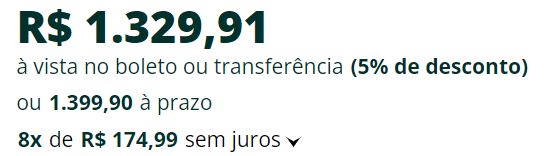 R$ 1.329,91
à vista no boleto ou transferência (5% de desconto)
ou 1.399,90 à prazo
8x de R$ 174,99 sem juros